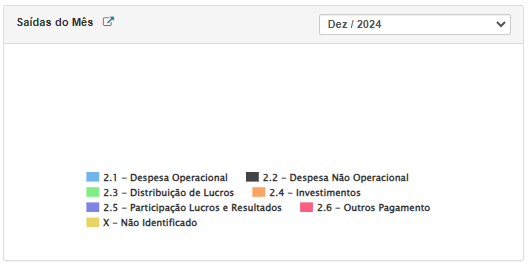 Saídas do Mês
Dez / 2024
2.1 - Despesa Operacional
2.2 - Despesa Não Operacional
2.3 - Distribuição de Lucros
2.4 - Investimentos
2.5 - Participação Lucros e Resultados
2.6 - Outros Pagamento
X - Não Identificado